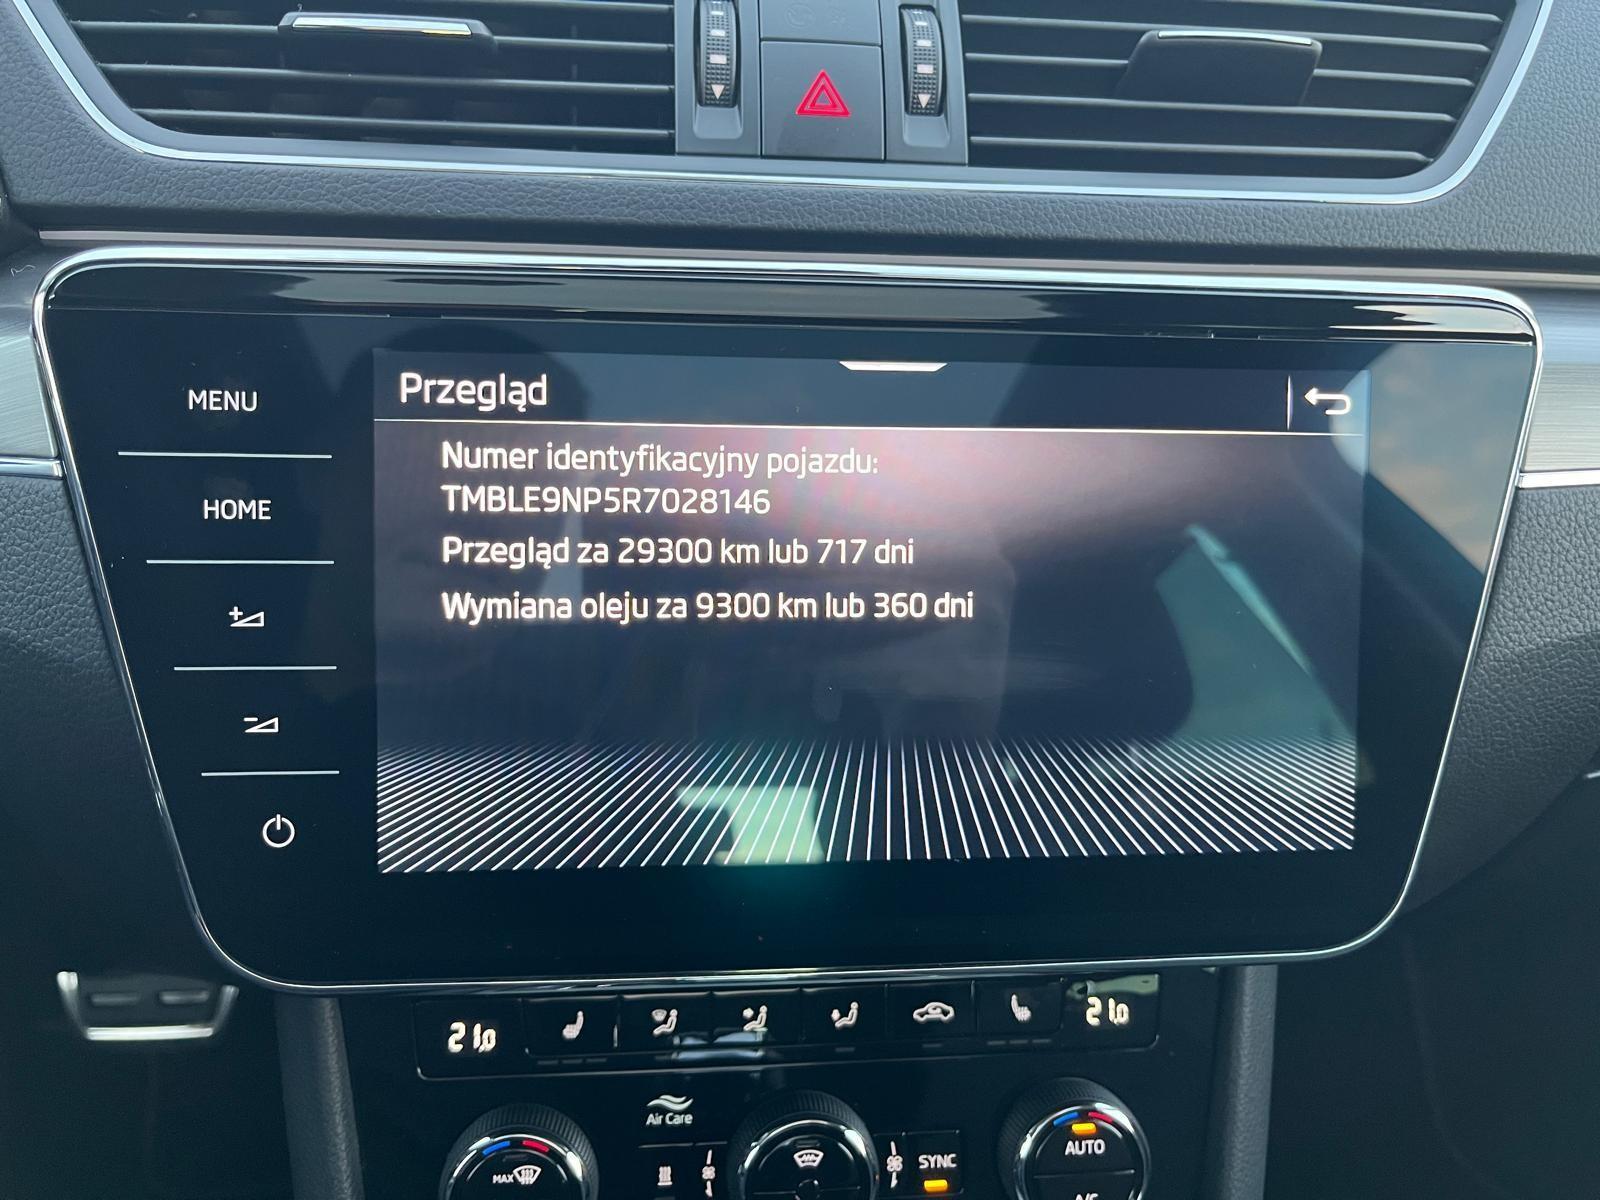 MENU
HOME
Przegląd
Numer identyfikacyjny pojazdu:
TMBLE9NP5R7028146
Przegląd za 29300 km lub 717 dni
Wymiana oleju za 9300 km lub 360 dni
21.0
21.0
Air Care
MAX
SYNC
AUTO
A/C